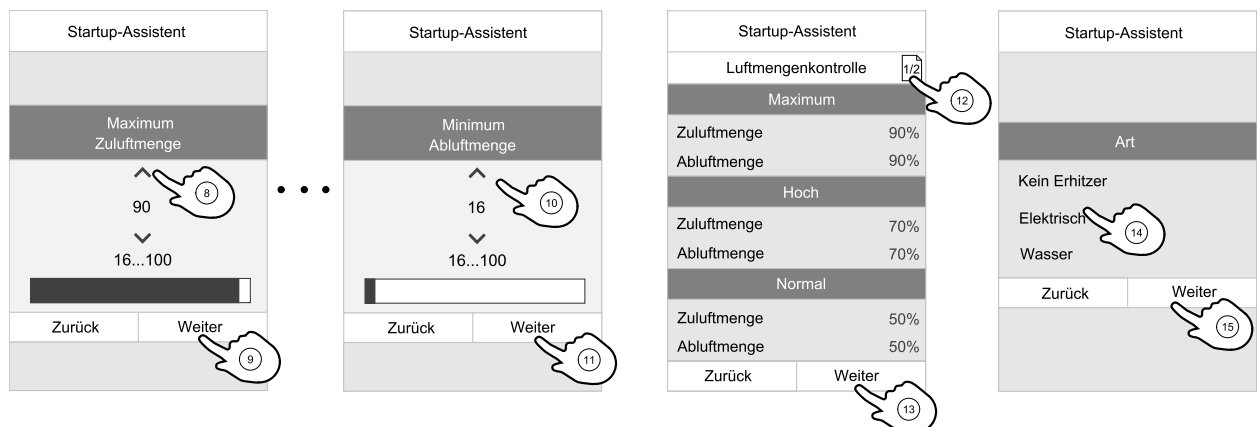 Startup-Assistent
Maximum
Zuluftmenge
8
90
16...100
Zurück Weiter
9
Startup-Assistent
Minimum
Abluftmenge
10
16
16...100
Zurück Weiter
11
Startup-Assistent
Luftmengenkontrolle 1/2
12
Maximum
Zuluftmenge 90%
Abluftmenge 90%
Hoch
Zuluftmenge 70%
Abluftmenge 70%
Normal
Zuluftmenge 50%
Abluftmenge 50%
Zurück Weiter
13
Startup-Assistent
Art
Kein Erhitzer
Elektrisch
14
Wasser
Zurück Weiter
15